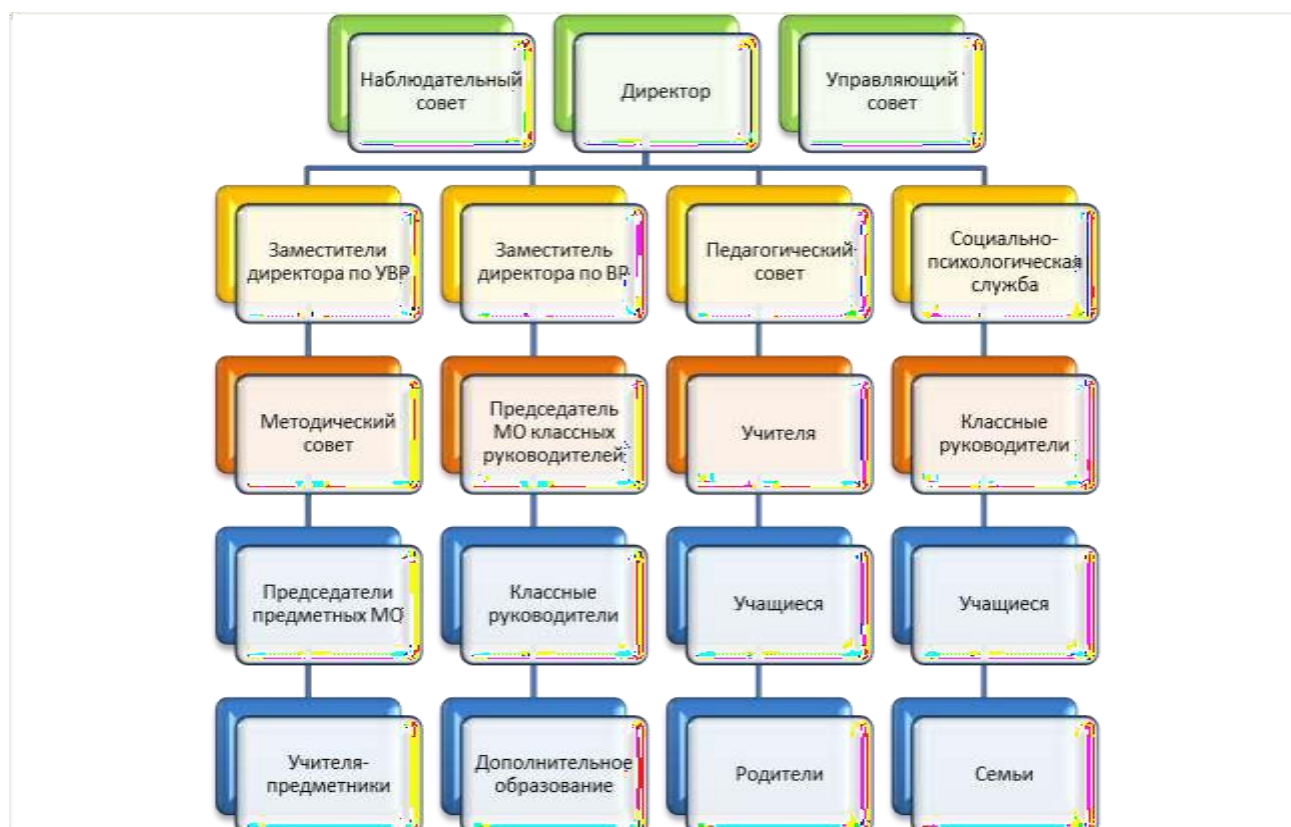 Наблюдательный
совет
Директор
Управляющий
совет
Заместители
директора по УВР
Заместитель
директора по ВР
Педагогический
совет
Социально-
психологическая
служба
Методический
совет
Председатель
МО классных
руководителей
Учителя
Классные
руководители
Председатели
предметных МО
Классные
руководители
Учащиеся
Учащиеся
Учителя-
предметники
Дополнительное
образование
Родители
Семьи